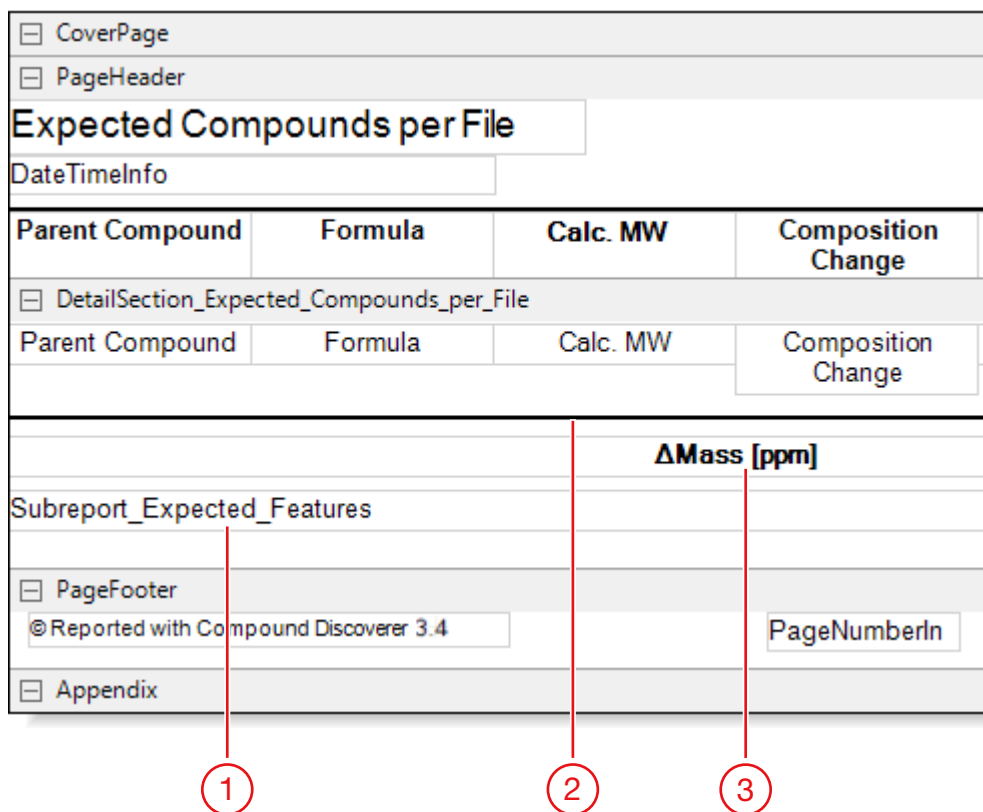 CoverPage
PageHeader
Expected Compounds per File
DateTimeInfo
Parent Compound Formula Calc. MW Composition
Change
DetailSection_Expected_Compounds_per_File
Parent Compound Formula Calc. MW Composition
Change
ΔMass [ppm]
Subreport_Expected_Features
PageFooter
© Reported with Compound Discoverer 3.4 PageNumberIn
Appendix
1 2 3